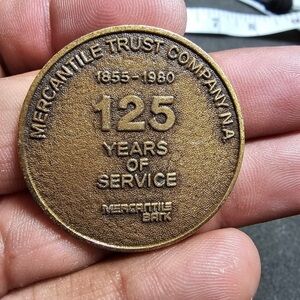 MERCANTILE TRUST COMPANY N A
1855-1980
125
YEARS
OF
SERVICE
MERCANTILE
BANK